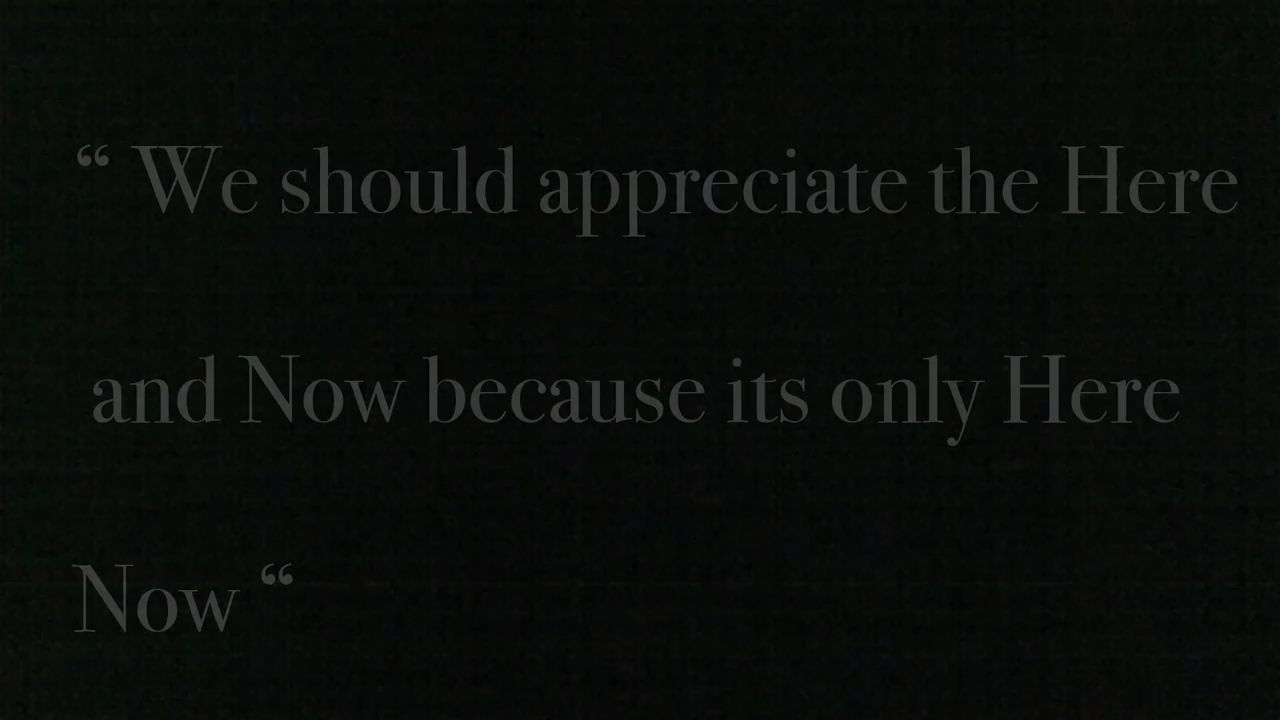 “ We should appreciate the Here
and Now because its only Here
Now “